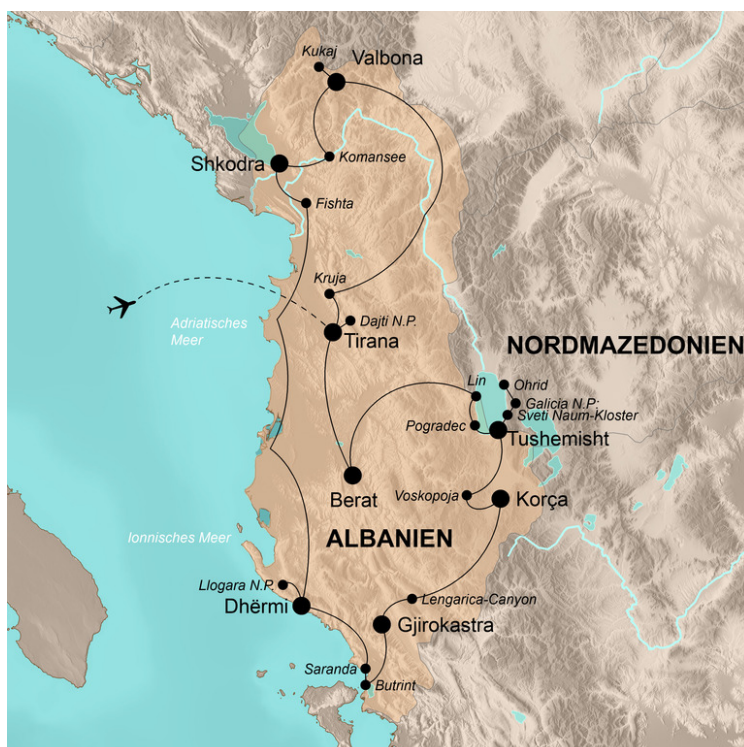 Kukaj
Valbona
Shkodra
Komansee
Fishta
Kruja
Adriatisches
Meer
Dajti N.P.
Tirana
NORDMAZEDONIEN
Lin
Ohrid
Galicia N.P.
Sveti Naum-Kloster
Pogradec
Tushemisht
Berat
Voskopoja
Korça
Ionnisches Meer
ALBANIEN
Llogara N.P.
Dhërmi
Lengarica-Canyon
Gjirokastra
Saranda
Butrint